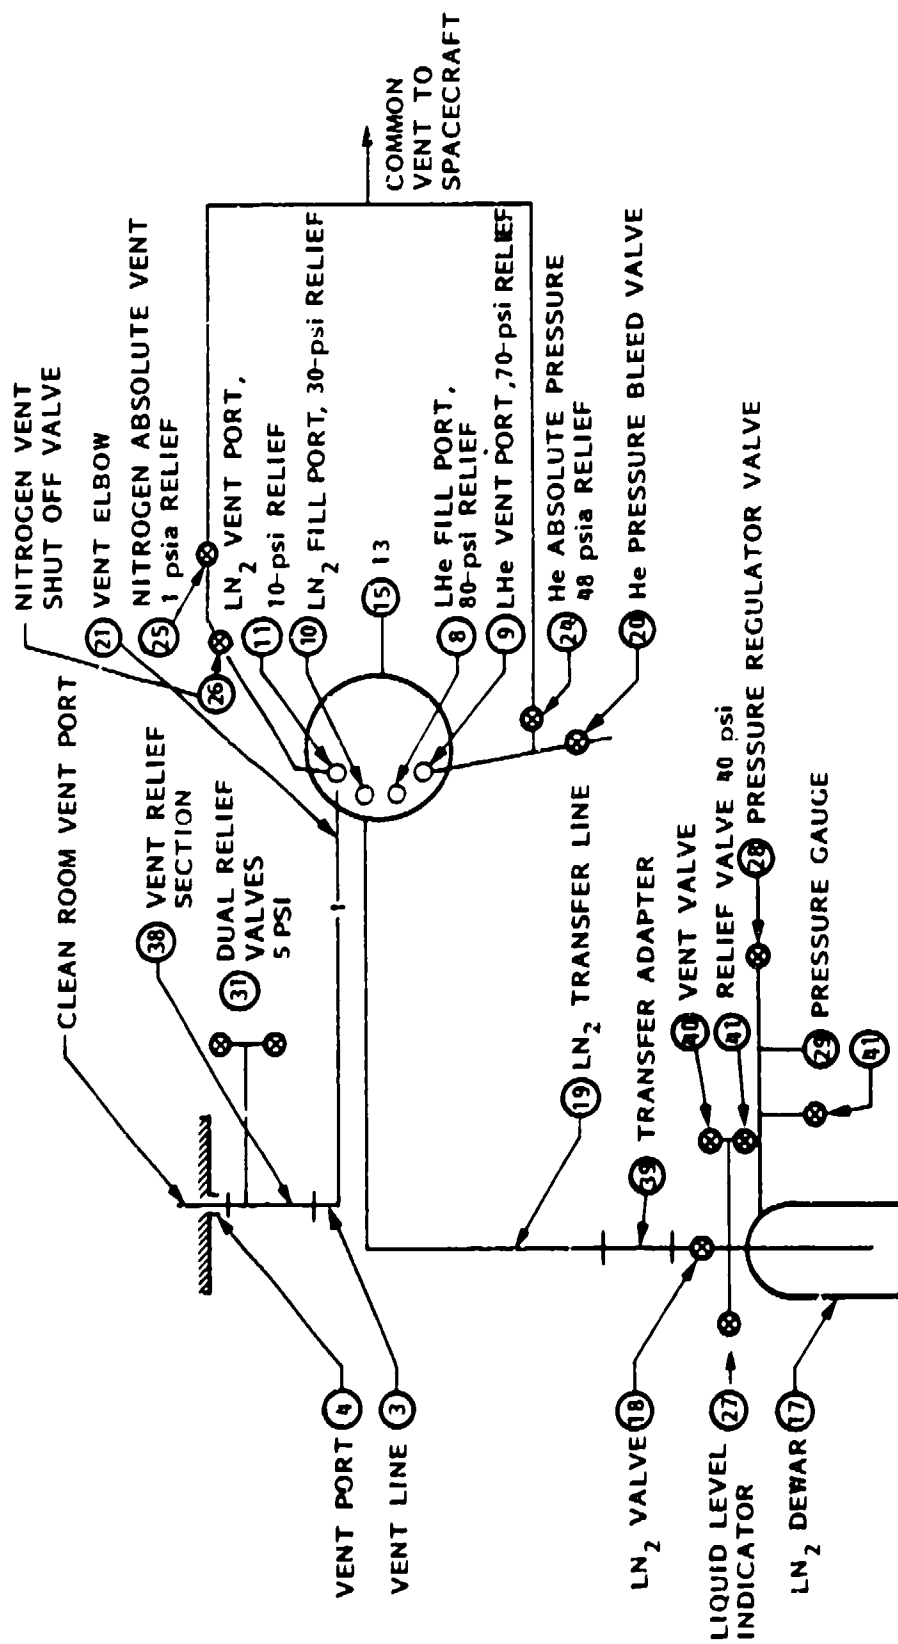 CLEAN ROOM VENT PORT
38 VENT RELIEF
SECTION
31 DUAL RELIEF
VALVES
5 PSI
NITROGEN VENT
SHUT OFF VALVE
21 VENT ELBOW
NITROGEN ABSOLUTE VENT
25 1 psia RELIEF
26
LN2 VENT PORT,
11 10-psi RELIEF
10 LN2 FILL PORT, 30-psi RELIEF
15 13
LHe FILL PORT,
8 80-psi RELIEF
9 LHe VENT PORT, 70-psi RELIEF
He ABSOLUTE PRESSURE
24 48 psia RELIEF
20 He PRESSURE BLEED VALVE
COMMON
VENT TO
SPACECRAFT
VENT PORT 4
VENT LINE 3
19 LN2 TRANSFER LINE
39 TRANSFER ADAPTER
40 VENT VALVE
41 RELIEF VALVE 40 psi
28 PRESSURE REGULATOR VALVE
29 PRESSURE GAUGE
41
LN2 VALVE 18
LIQUID LEVEL 27
INDICATOR
LN2 DEWAR 17